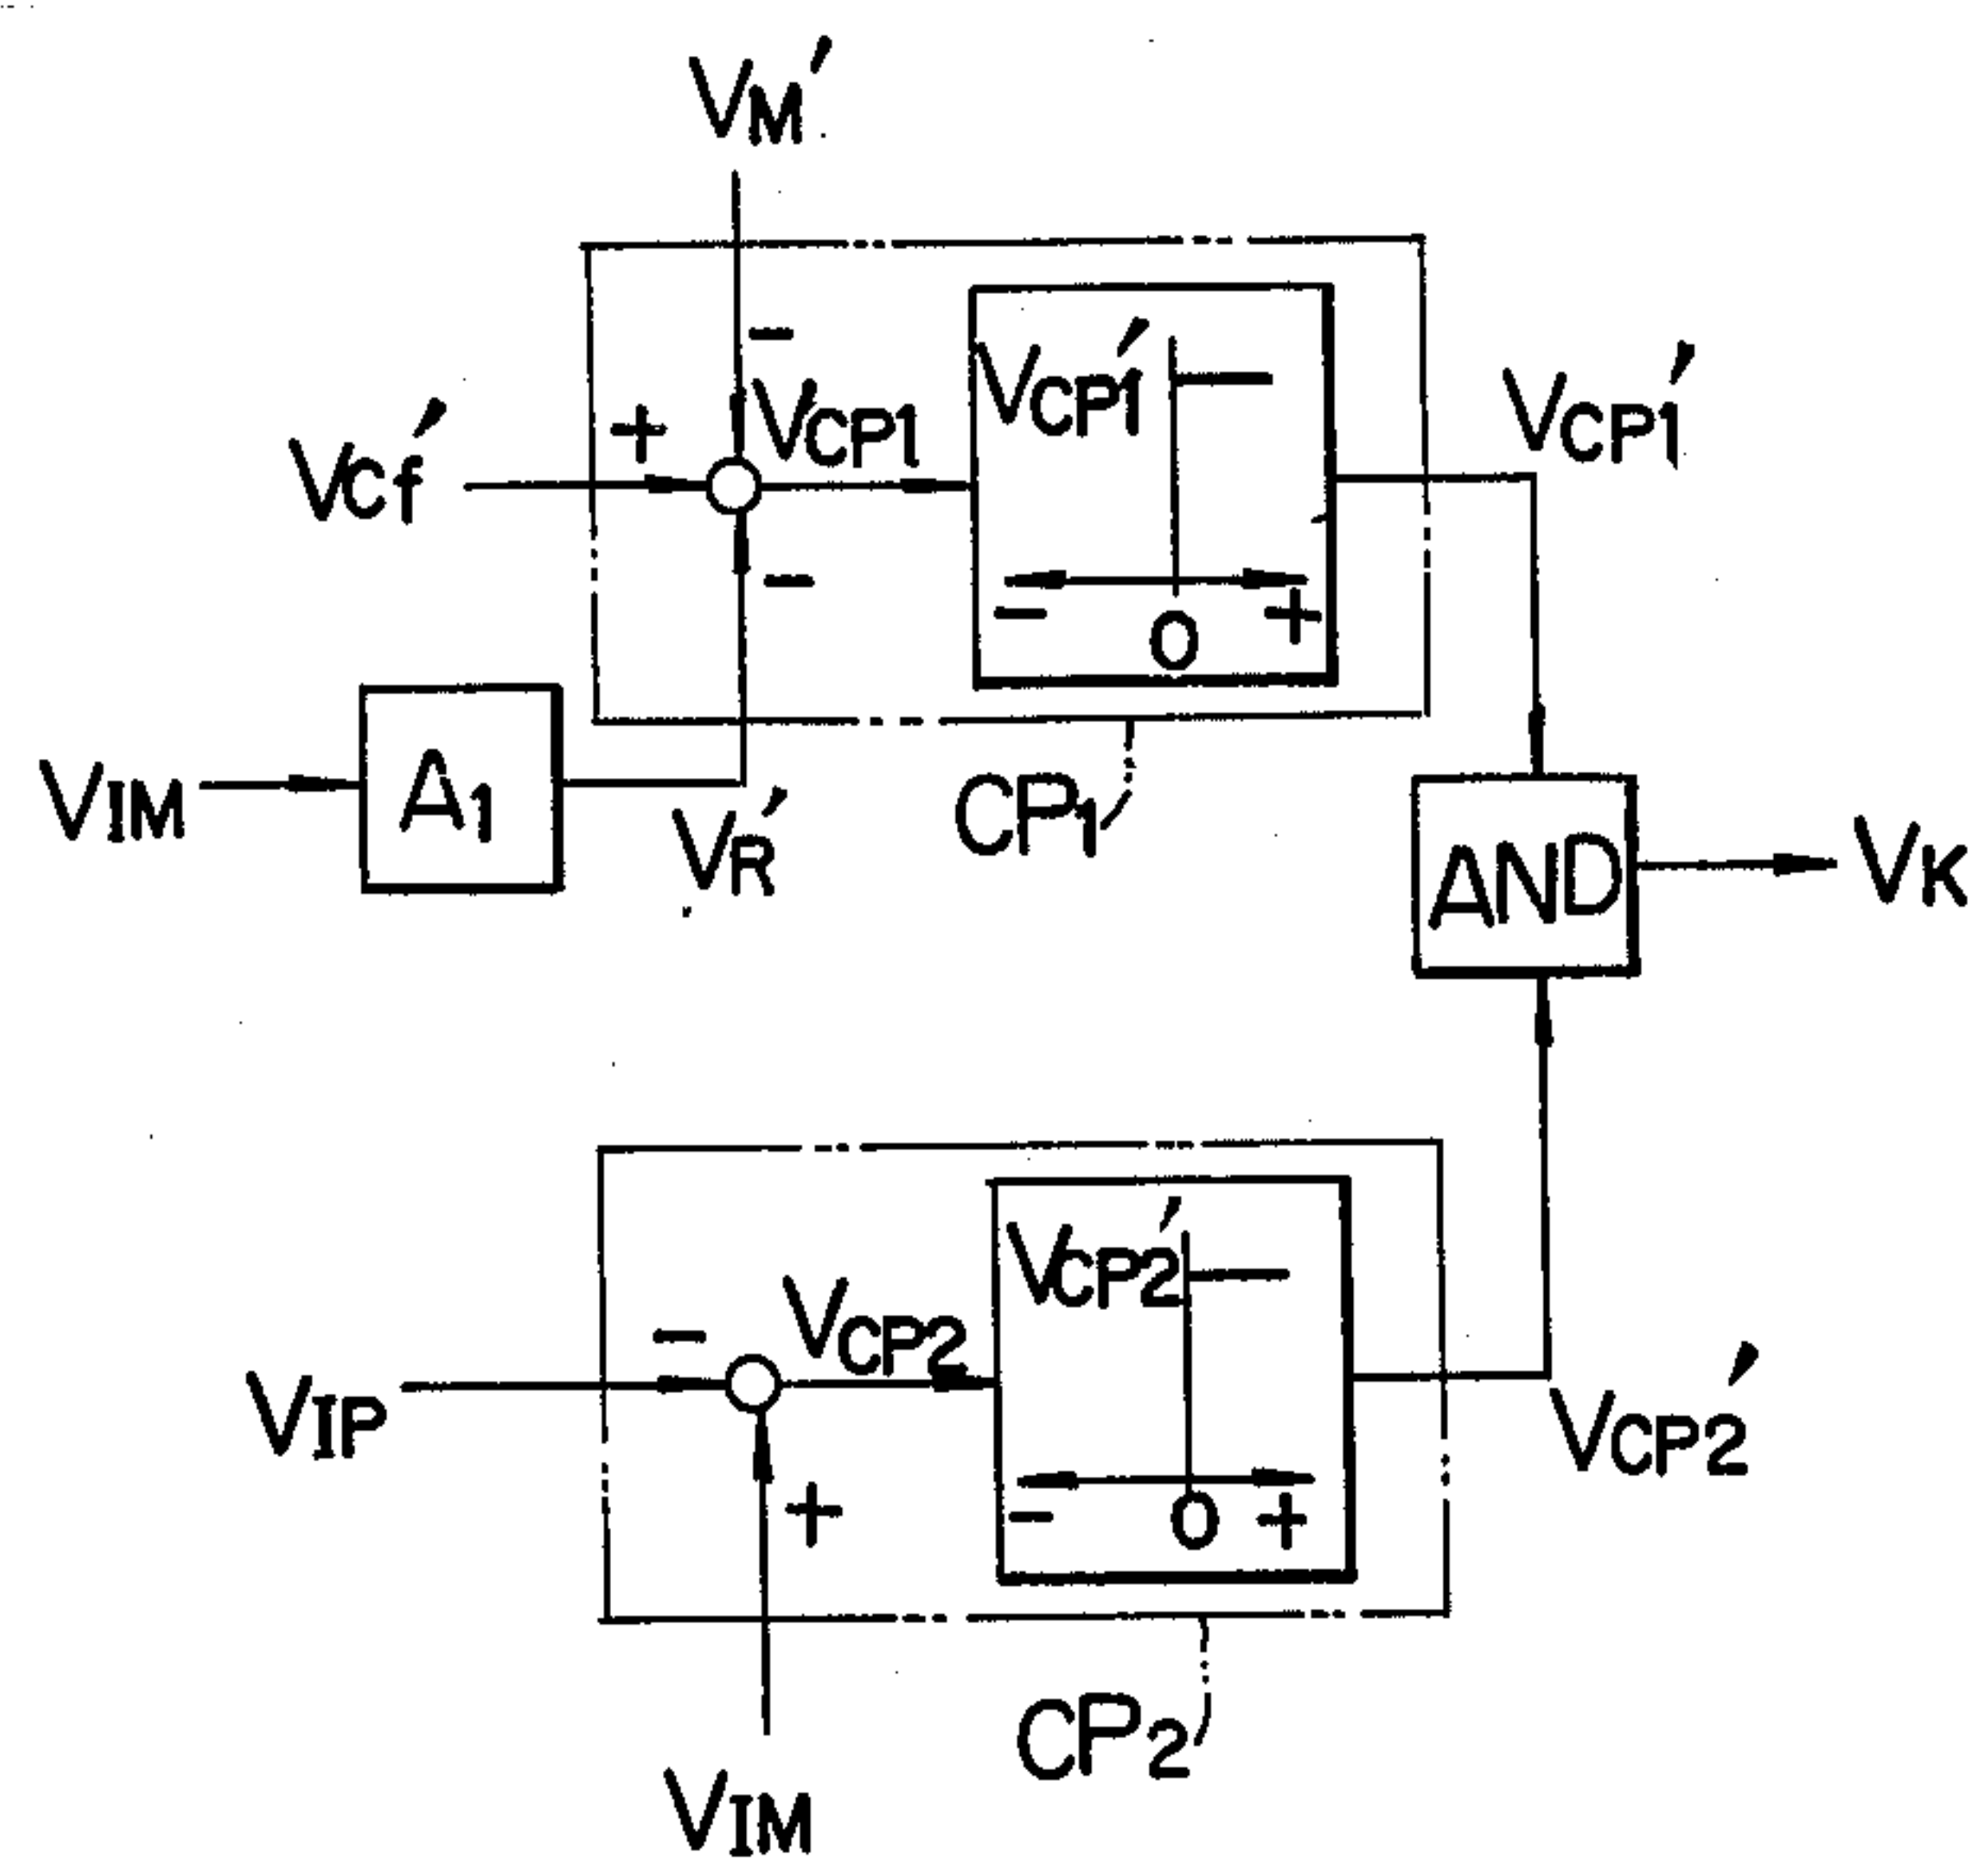 VM'
−
VCf' + VCP1 VCP1' VCP1'
−
− 0 +
VIM A1 VR' CP1
AND VK
VCP2'
− VCP2
VIP VCP2'
+ − 0 +
CP2
VIM